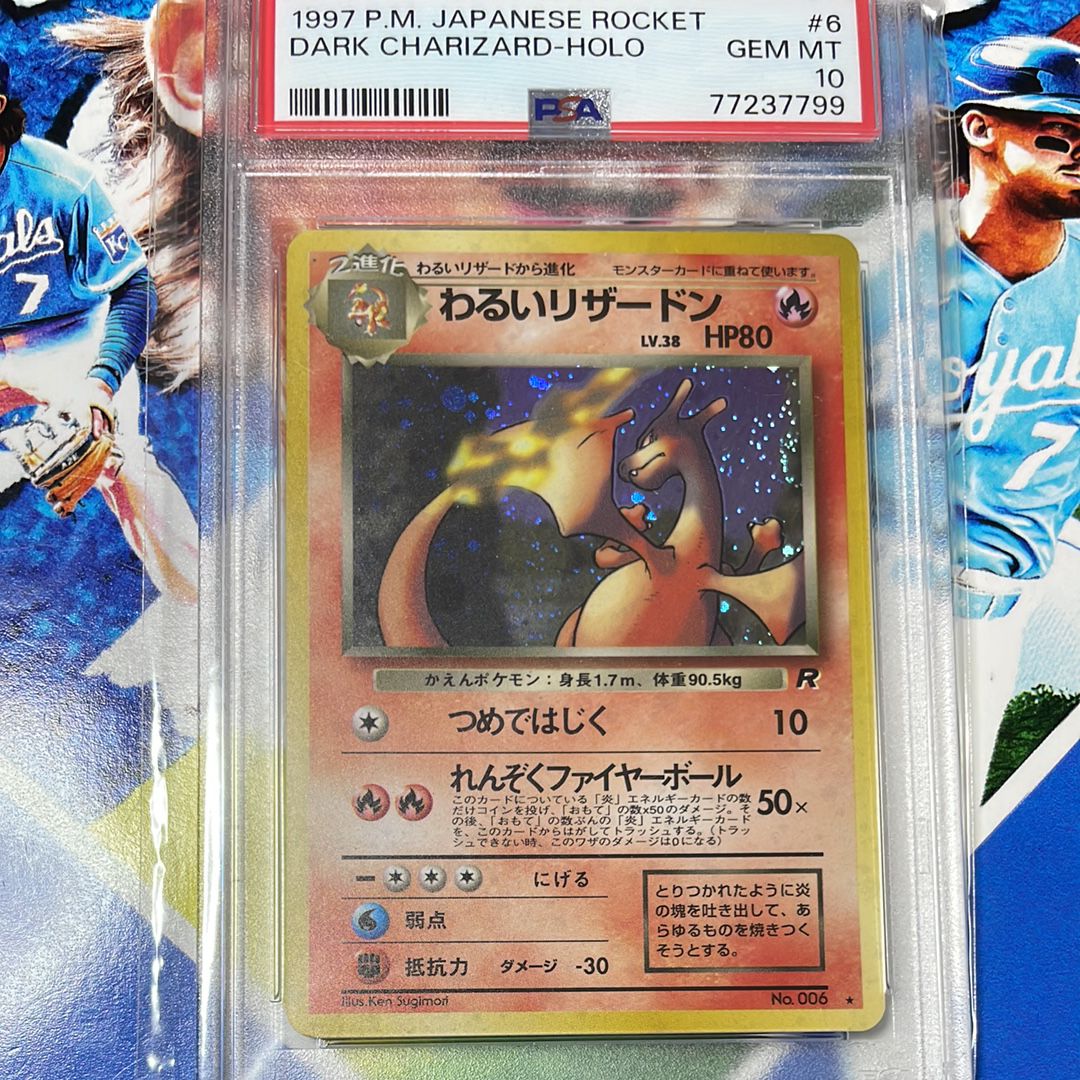 1997 P.M. JAPANESE ROCKET #6
DARK CHARIZARD-HOLO GEM MT
10
PSA 77237799
als
KC
7
oyal
7
2進化 わるいリザードから進化 モンスターカードに重ねて使います。
わるいリザードン
LV.38 HP80
かえんポケモン：身長1.7m、体重90.5kg R
つめではじく 10
れんぞくファイヤーボール
このカードについている「炎」エネルギーカードの数
だけコインを投げ、「おもて」の数x50のダメージ。そ
の後、「おもて」の数ぶんの「炎」エネルギーカード
を、このカードからはがしてトラッシュする。（トラッ
シュできない時、このワザのダメージは0になる）
50×
にげる
弱点
抵抗力 ダメージ -30
とりつかれたように炎
の塊を吐き出して、あ
らゆるものを焼きつく
そうとする。
Illus.Ken Sugimori No. 006 ★